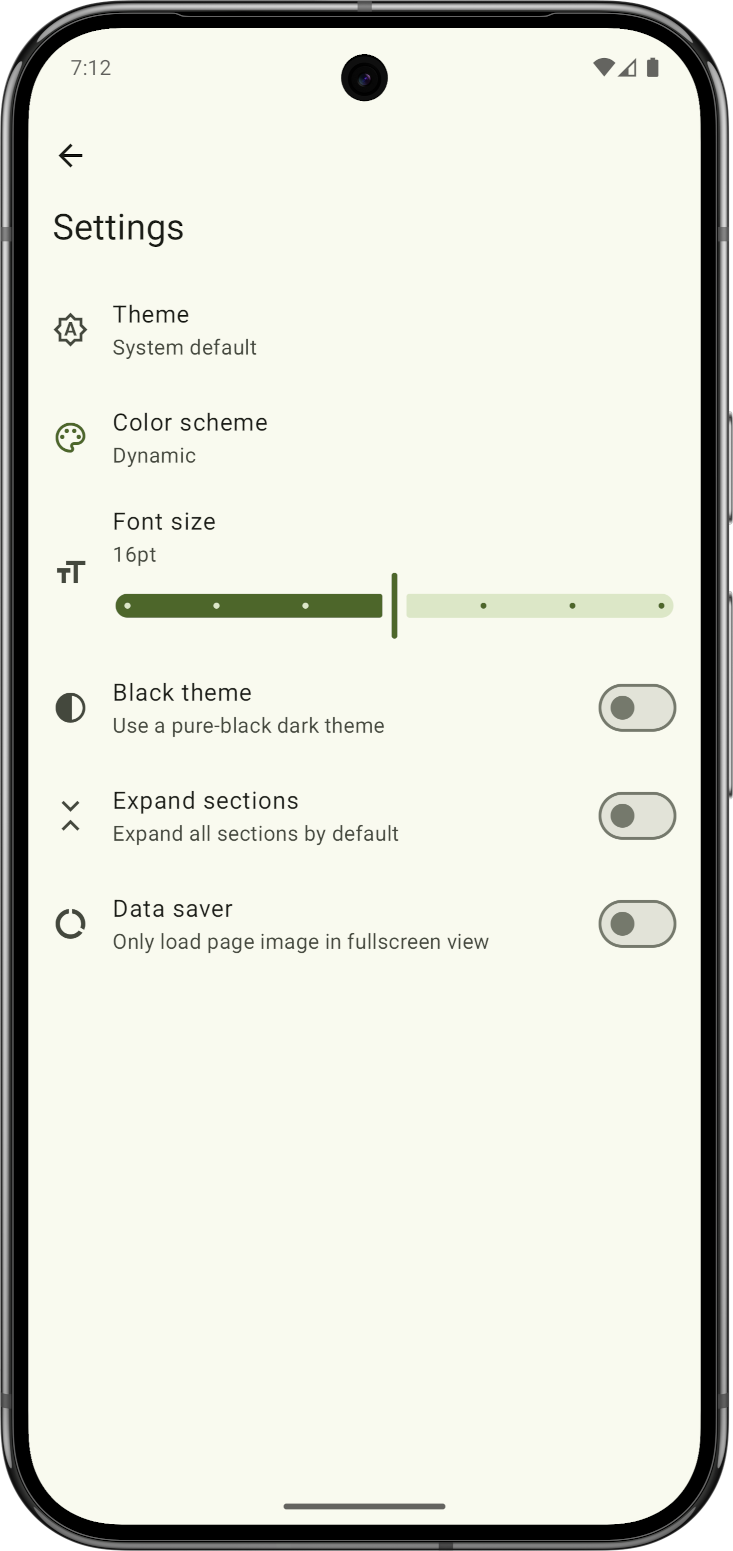 7:12
Settings
Theme
System default
Color scheme
Dynamic
Font size
16pt
Black theme
Use a pure-black dark theme
Expand sections
Expand all sections by default
Data saver
Only load page image in fullscreen view